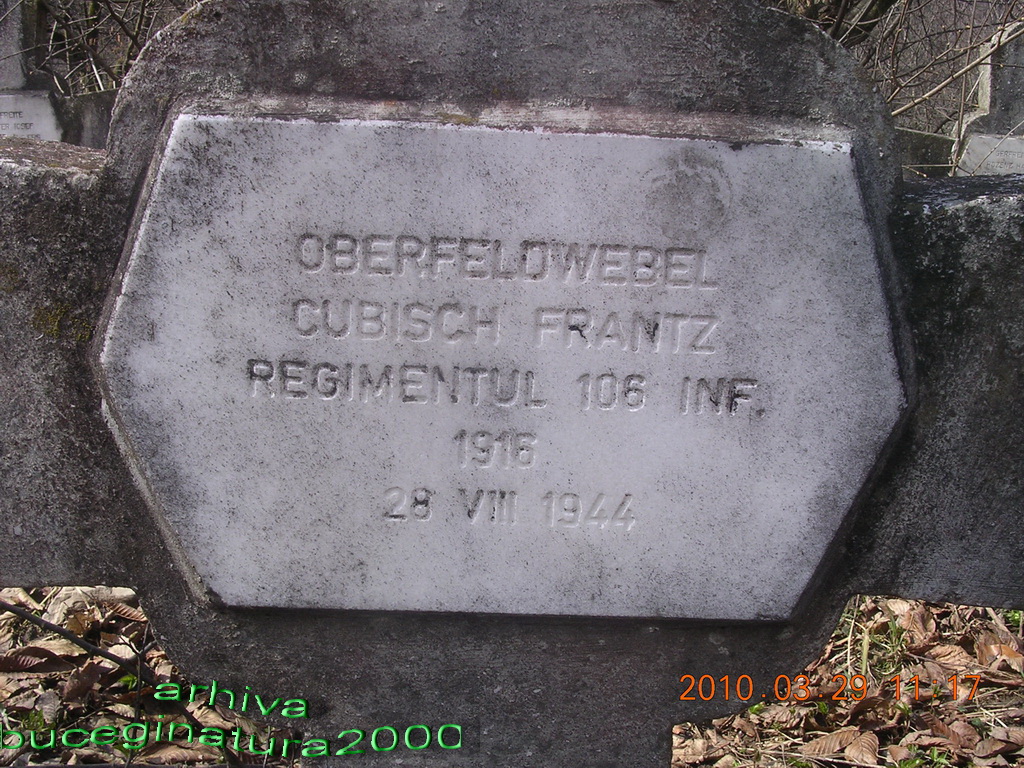 OBERFELDWEBEL
CUBISCH FRANTZ
REGIMENTUL 106 INF.
1916
28 VIII 1944
2010.03.29 11:17
arhiva
buceginatura2000